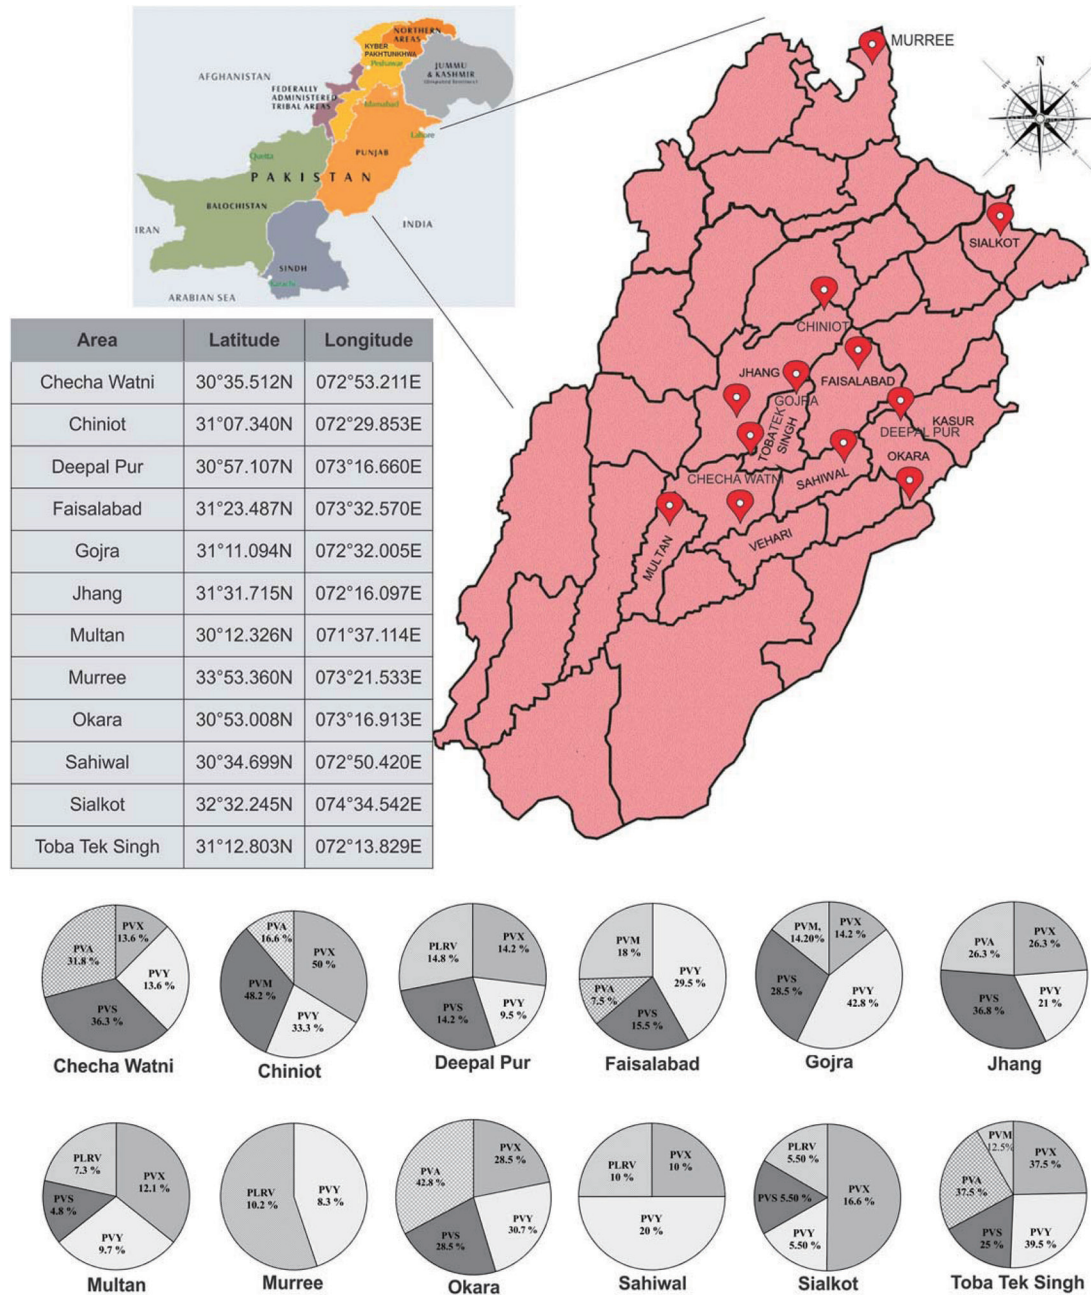 NORTHERN
AREAS
KYBER
PAKHTUNKHWA
Peshawar
JUMMU
& KASHMIR
AFGHANISTAN
FEDERALLY
ADMINISTERED
TRIBAL AREAS
Islamabad
Lahore
PUNJAB
Quetta
PAKISTAN
BALOCHISTAN
INDIA
IRAN
SINDH
Karachi
ARABIAN SEA
MURREE
N
SIALKOT
CHINIOT
JHANG
FAISALABAD
GOJRA
TOBATEK
SINGH
KASUR
DEEPAL PUR
OKARA
CHECHA WATNI
SAHIWAL
VEHARI
MULTAN
Area Latitude Longitude
Checha Watni 30°35.512N 072°53.211E
Chiniot 31°07.340N 072°29.853E
Deepal Pur 30°57.107N 073°16.660E
Faisalabad 31°23.487N 073°32.570E
Gojra 31°11.094N 072°32.005E
Jhang 31°31.715N 072°16.097E
Multan 30°12.326N 071°37.114E
Murree 33°53.360N 073°21.533E
Okara 30°53.008N 073°16.913E
Sahiwal 30°34.699N 072°50.420E
Sialkot 32°32.245N 074°34.542E
Toba Tek Singh 31°12.803N 072°13.829E
PVX
13.6 %
PVA
31.8 %
PVY
13.6 %
PVS
36.3 %
Checha Watni
PVA
16.6 %
PVX
50 %
PVM
48.2 %
PVY
33.3 %
Chiniot
PLRV
14.8 %
PVX
14.2 %
PVS
14.2 %
PVY
9.5 %
Deepal Pur
PVM
18 %
PVY
29.5 %
PVA
7.5 %
PVS
15.5 %
Faisalabad
PVM,
14.20%
PVX
14.2 %
PVS
28.5 %
PVY
42.8 %
Gojra
PVA
26.3 %
PVX
26.3 %
PVS
36.8 %
PVY
21 %
Jhang
PLRV
7.3 %
PVX
12.1 %
PVS
4.8 %
PVY
9.7 %
Multan
PLRV
10.2 %
PVY
8.3 %
Murree
PVX
28.5 %
PVA
42.8 %
PVY
30.7 %
PVS
28.5 %
Okara
PLRV
10 %
PVX
10 %
PVY
20 %
Sahiwal
PLRV
5.50 %
PVS 5.50 %
PVX
16.6 %
PVY
5.50 %
Sialkot
PVM
12.5%
PVX
37.5 %
PVA
37.5 %
PVS
25 %
PVY
39.5 %
Toba Tek Singh